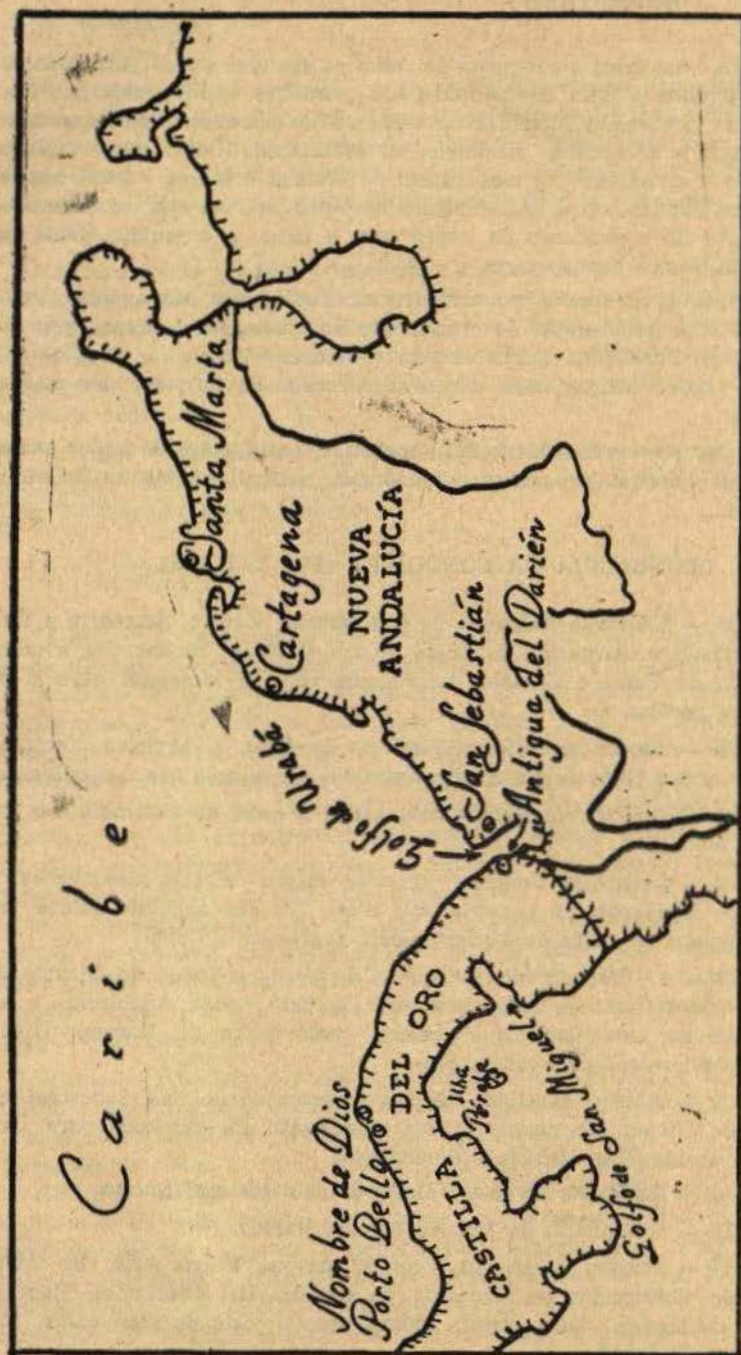 Caribe
Santa Marta
Cartagena
NUEVA
ANDALUCÍA
Golfo de Urabá
San Sebastián
Antigua del Darién
Nombre de Dios
Porto Bello
CASTILLA DEL ORO
Ilha
Golfo de San Miguel